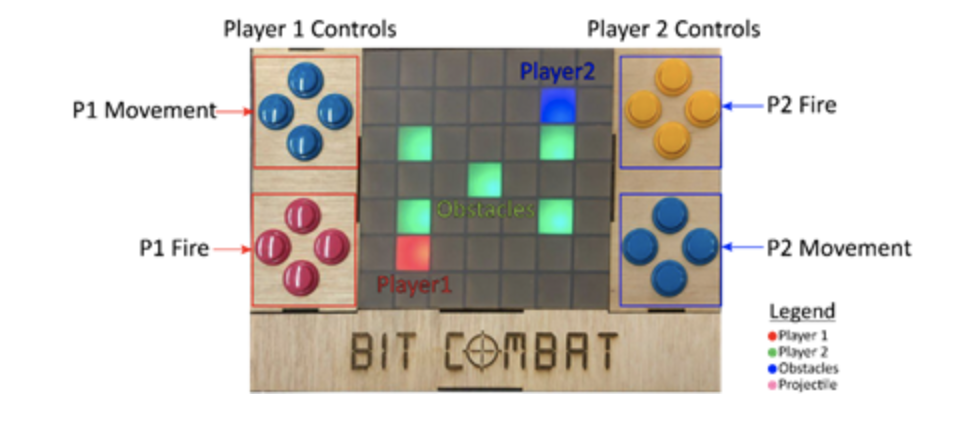 Player 1 Controls
Player 2 Controls
Player2
P1 Movement
P2 Fire
Obstacles
P1 Fire
P2 Movement
Player1
Legend
Player 1
Player 2
Obstacles
Projectile
BIT COMBAT